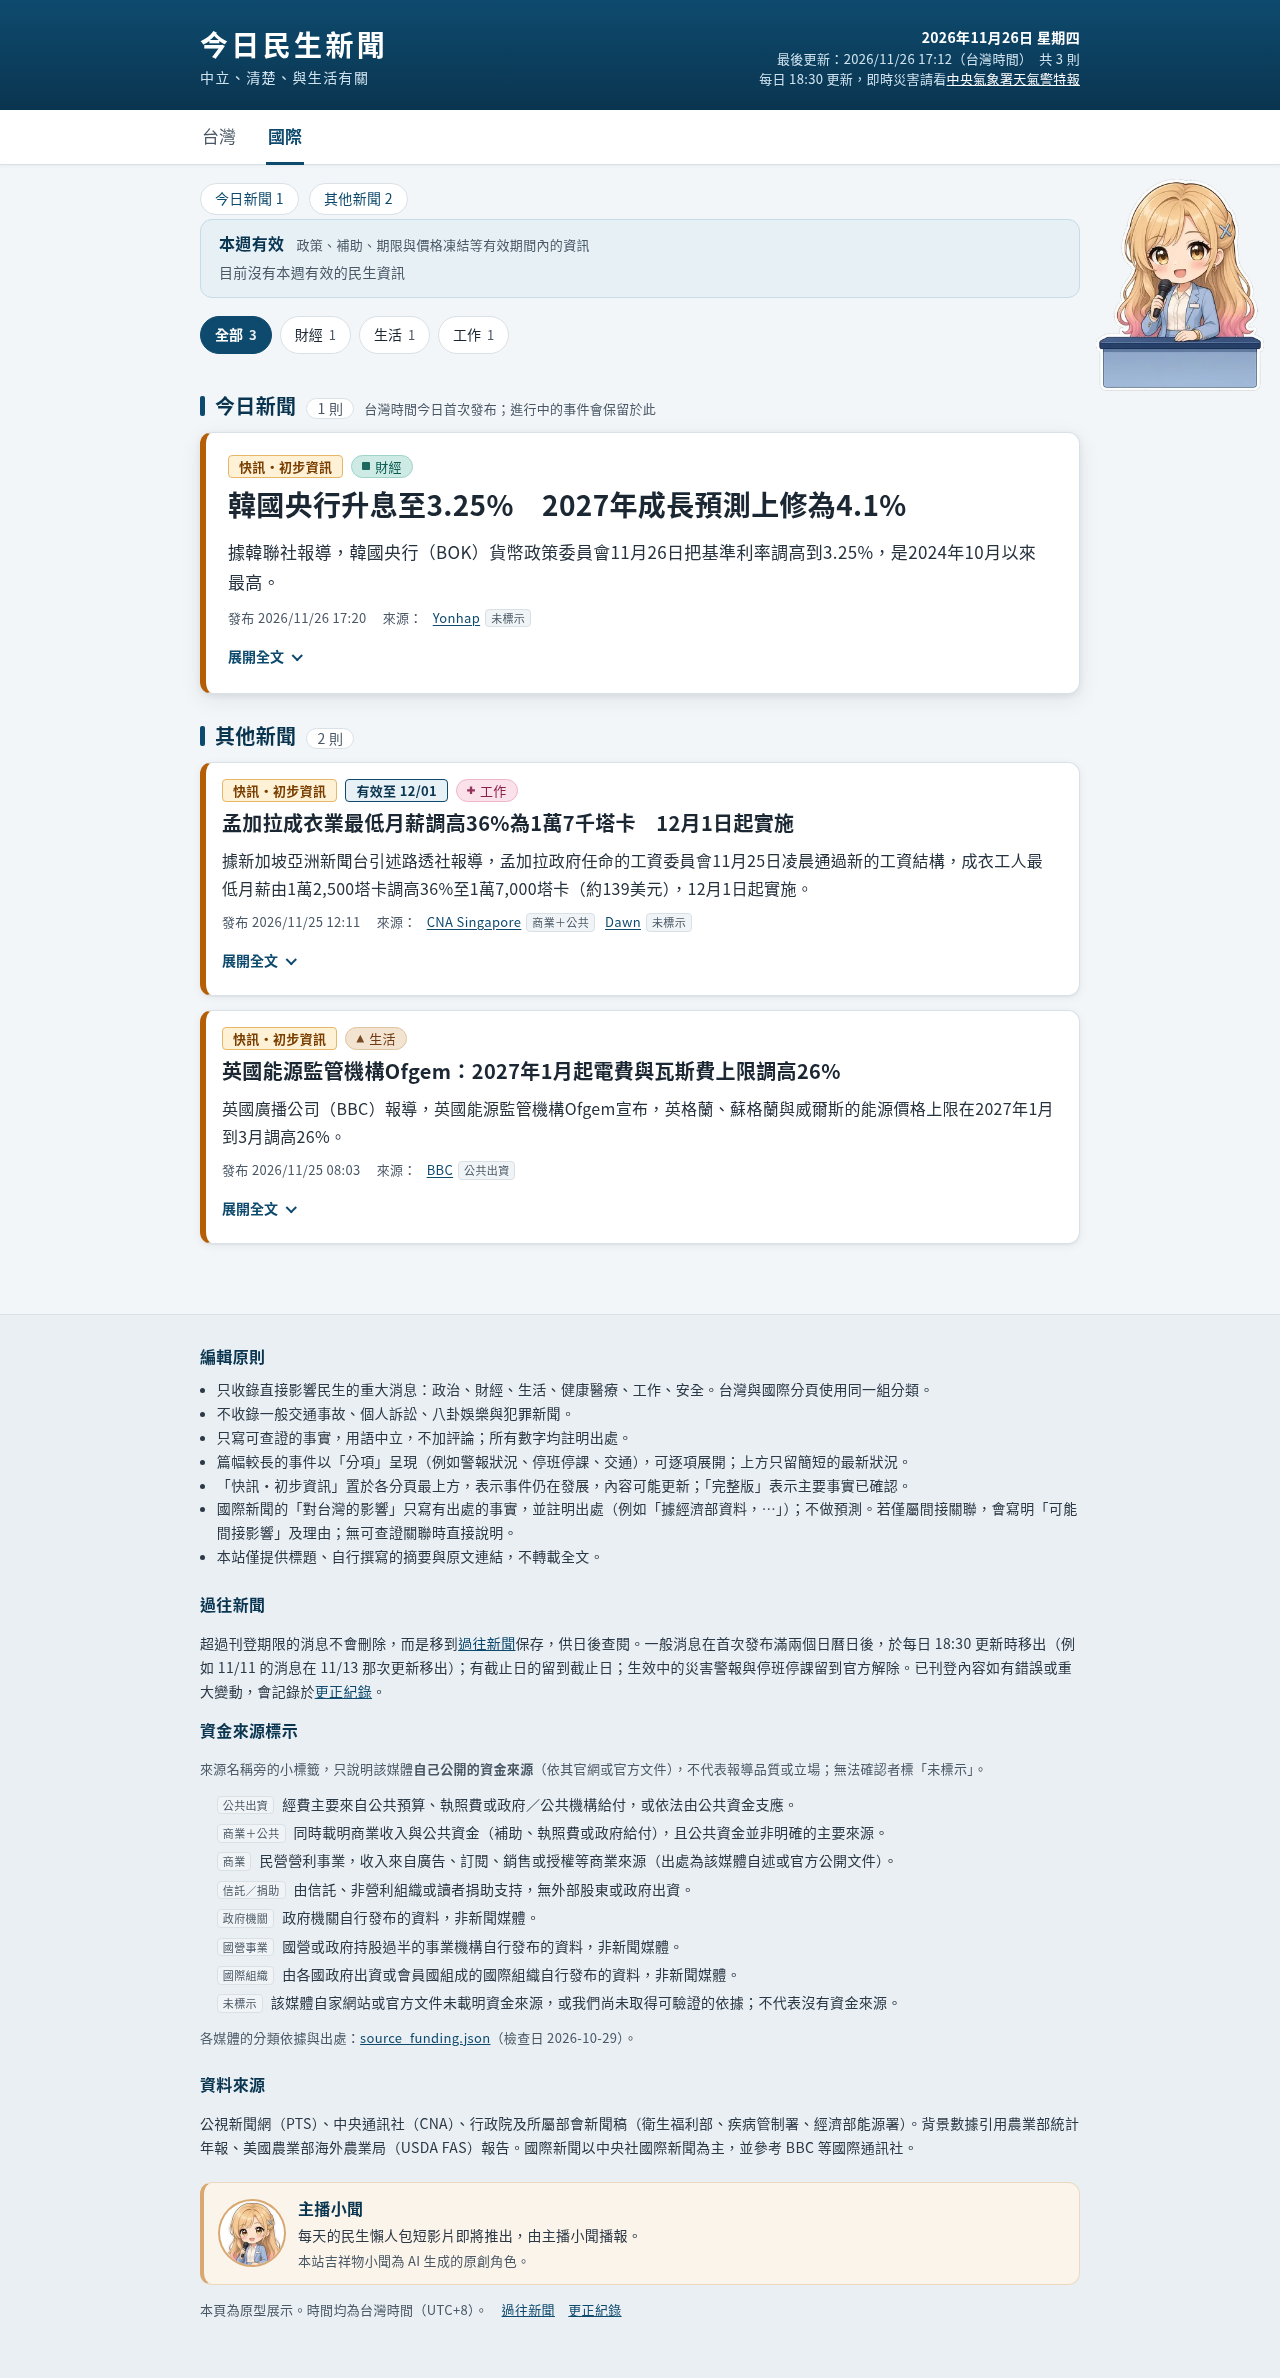 今日民生新聞
中立、清楚、與生活有關
2026年11月26日 星期四
最後更新：2026/11/26 17:12（台灣時間） 共 3 則
每日 18:30 更新，即時災害請看中央氣象署天氣警特報
台灣 國際
今日新聞 1 其他新聞 2
本週有效 政策、補助、期限與價格凍結等有效期間內的資訊
目前沒有本週有效的民生資訊
全部 3 財經 1 生活 1 工作 1
今日新聞 1 則 台灣時間今日首次發布；進行中的事件會保留於此
快訊・初步資訊 ■ 財經
韓國央行升息至3.25%　2027年成長預測上修為4.1%
據韓聯社報導，韓國央行（BOK）貨幣政策委員會11月26日把基準利率調高到3.25%，是2024年10月以來
最高。
發布 2026/11/26 17:20 來源： Yonhap 未標示
展開全文
其他新聞 2 則
快訊・初步資訊 有效至 12/01 ✚ 工作
孟加拉成衣業最低月薪調高36%為1萬7千塔卡　12月1日起實施
據新加坡亞洲新聞台引述路透社報導，孟加拉政府任命的工資委員會11月25日凌晨通過新的工資結構，成衣工人最
低月薪由1萬2,500塔卡調高36%至1萬7,000塔卡（約139美元），12月1日起實施。
發布 2026/11/25 12:11 來源： CNA Singapore 商業＋公共 Dawn 未標示
展開全文
快訊・初步資訊 ▲ 生活
英國能源監管機構Ofgem：2027年1月起電費與瓦斯費上限調高26%
英國廣播公司（BBC）報導，英國能源監管機構Ofgem宣布，英格蘭、蘇格蘭與威爾斯的能源價格上限在2027年1月
到3月調高26%。
發布 2026/11/25 08:03 來源： BBC 公共出資
展開全文
編輯原則
• 只收錄直接影響民生的重大消息：政治、財經、生活、健康醫療、工作、安全。台灣與國際分頁使用同一組分類。
• 不收錄一般交通事故、個人訴訟、八卦娛樂與犯罪新聞。
• 只寫可查證的事實，用語中立，不加評論；所有數字均註明出處。
• 篇幅較長的事件以「分項」呈現（例如警報狀況、停班停課、交通），可逐項展開；上方只留簡短的最新狀況。
• 「快訊・初步資訊」置於各分頁最上方，表示事件仍在發展，內容可能更新；「完整版」表示主要事實已確認。
• 國際新聞的「對台灣的影響」只寫有出處的事實，並註明出處（例如「據經濟部資料，…」）；不做預測。若僅屬間接關聯，會寫明「可能
間接影響」及理由；無可查證關聯時直接說明。
• 本站僅提供標題、自行撰寫的摘要與原文連結，不轉載全文。
過往新聞
超過刊登期限的消息不會刪除，而是移到過往新聞保存，供日後查閱。一般消息在首次發布滿兩個日曆日後，於每日 18:30 更新時移出（例
如 11/11 的消息在 11/13 那次更新移出）；有截止日的留到截止日；生效中的災害警報與停班停課留到官方解除。已刊登內容如有錯誤或重
大變動，會記錄於更正紀錄。
資金來源標示
來源名稱旁的小標籤，只說明該媒體自己公開的資金來源（依其官網或官方文件），不代表報導品質或立場；無法確認者標「未標示」。
公共出資 經費主要來自公共預算、執照費或政府／公共機構給付，或依法由公共資金支應。
商業＋公共 同時載明商業收入與公共資金（補助、執照費或政府給付），且公共資金並非明確的主要來源。
商業 民營營利事業，收入來自廣告、訂閱、銷售或授權等商業來源（出處為該媒體自述或官方公開文件）。
信託／捐助 由信託、非營利組織或讀者捐助支持，無外部股東或政府出資。
政府機關 政府機關自行發布的資料，非新聞媒體。
國營事業 國營或政府持股過半的事業機構自行發布的資料，非新聞媒體。
國際組織 由各國政府出資或會員國組成的國際組織自行發布的資料，非新聞媒體。
未標示 該媒體自家網站或官方文件未載明資金來源，或我們尚未取得可驗證的依據；不代表沒有資金來源。
各媒體的分類依據與出處：source_funding.json（檢查日 2026-10-29）。
資料來源
公視新聞網（PTS）、中央通訊社（CNA）、行政院及所屬部會新聞稿（衛生福利部、疾病管制署、經濟部能源署）。背景數據引用農業部統計
年報、美國農業部海外農業局（USDA FAS）報告。國際新聞以中央社國際新聞為主，並參考 BBC 等國際通訊社。
主播小聞
每天的民生懶人包短影片即將推出，由主播小聞播報。
本站吉祥物小聞為 AI 生成的原創角色。
本頁為原型展示。時間均為台灣時間（UTC+8）。 過往新聞 更正紀錄